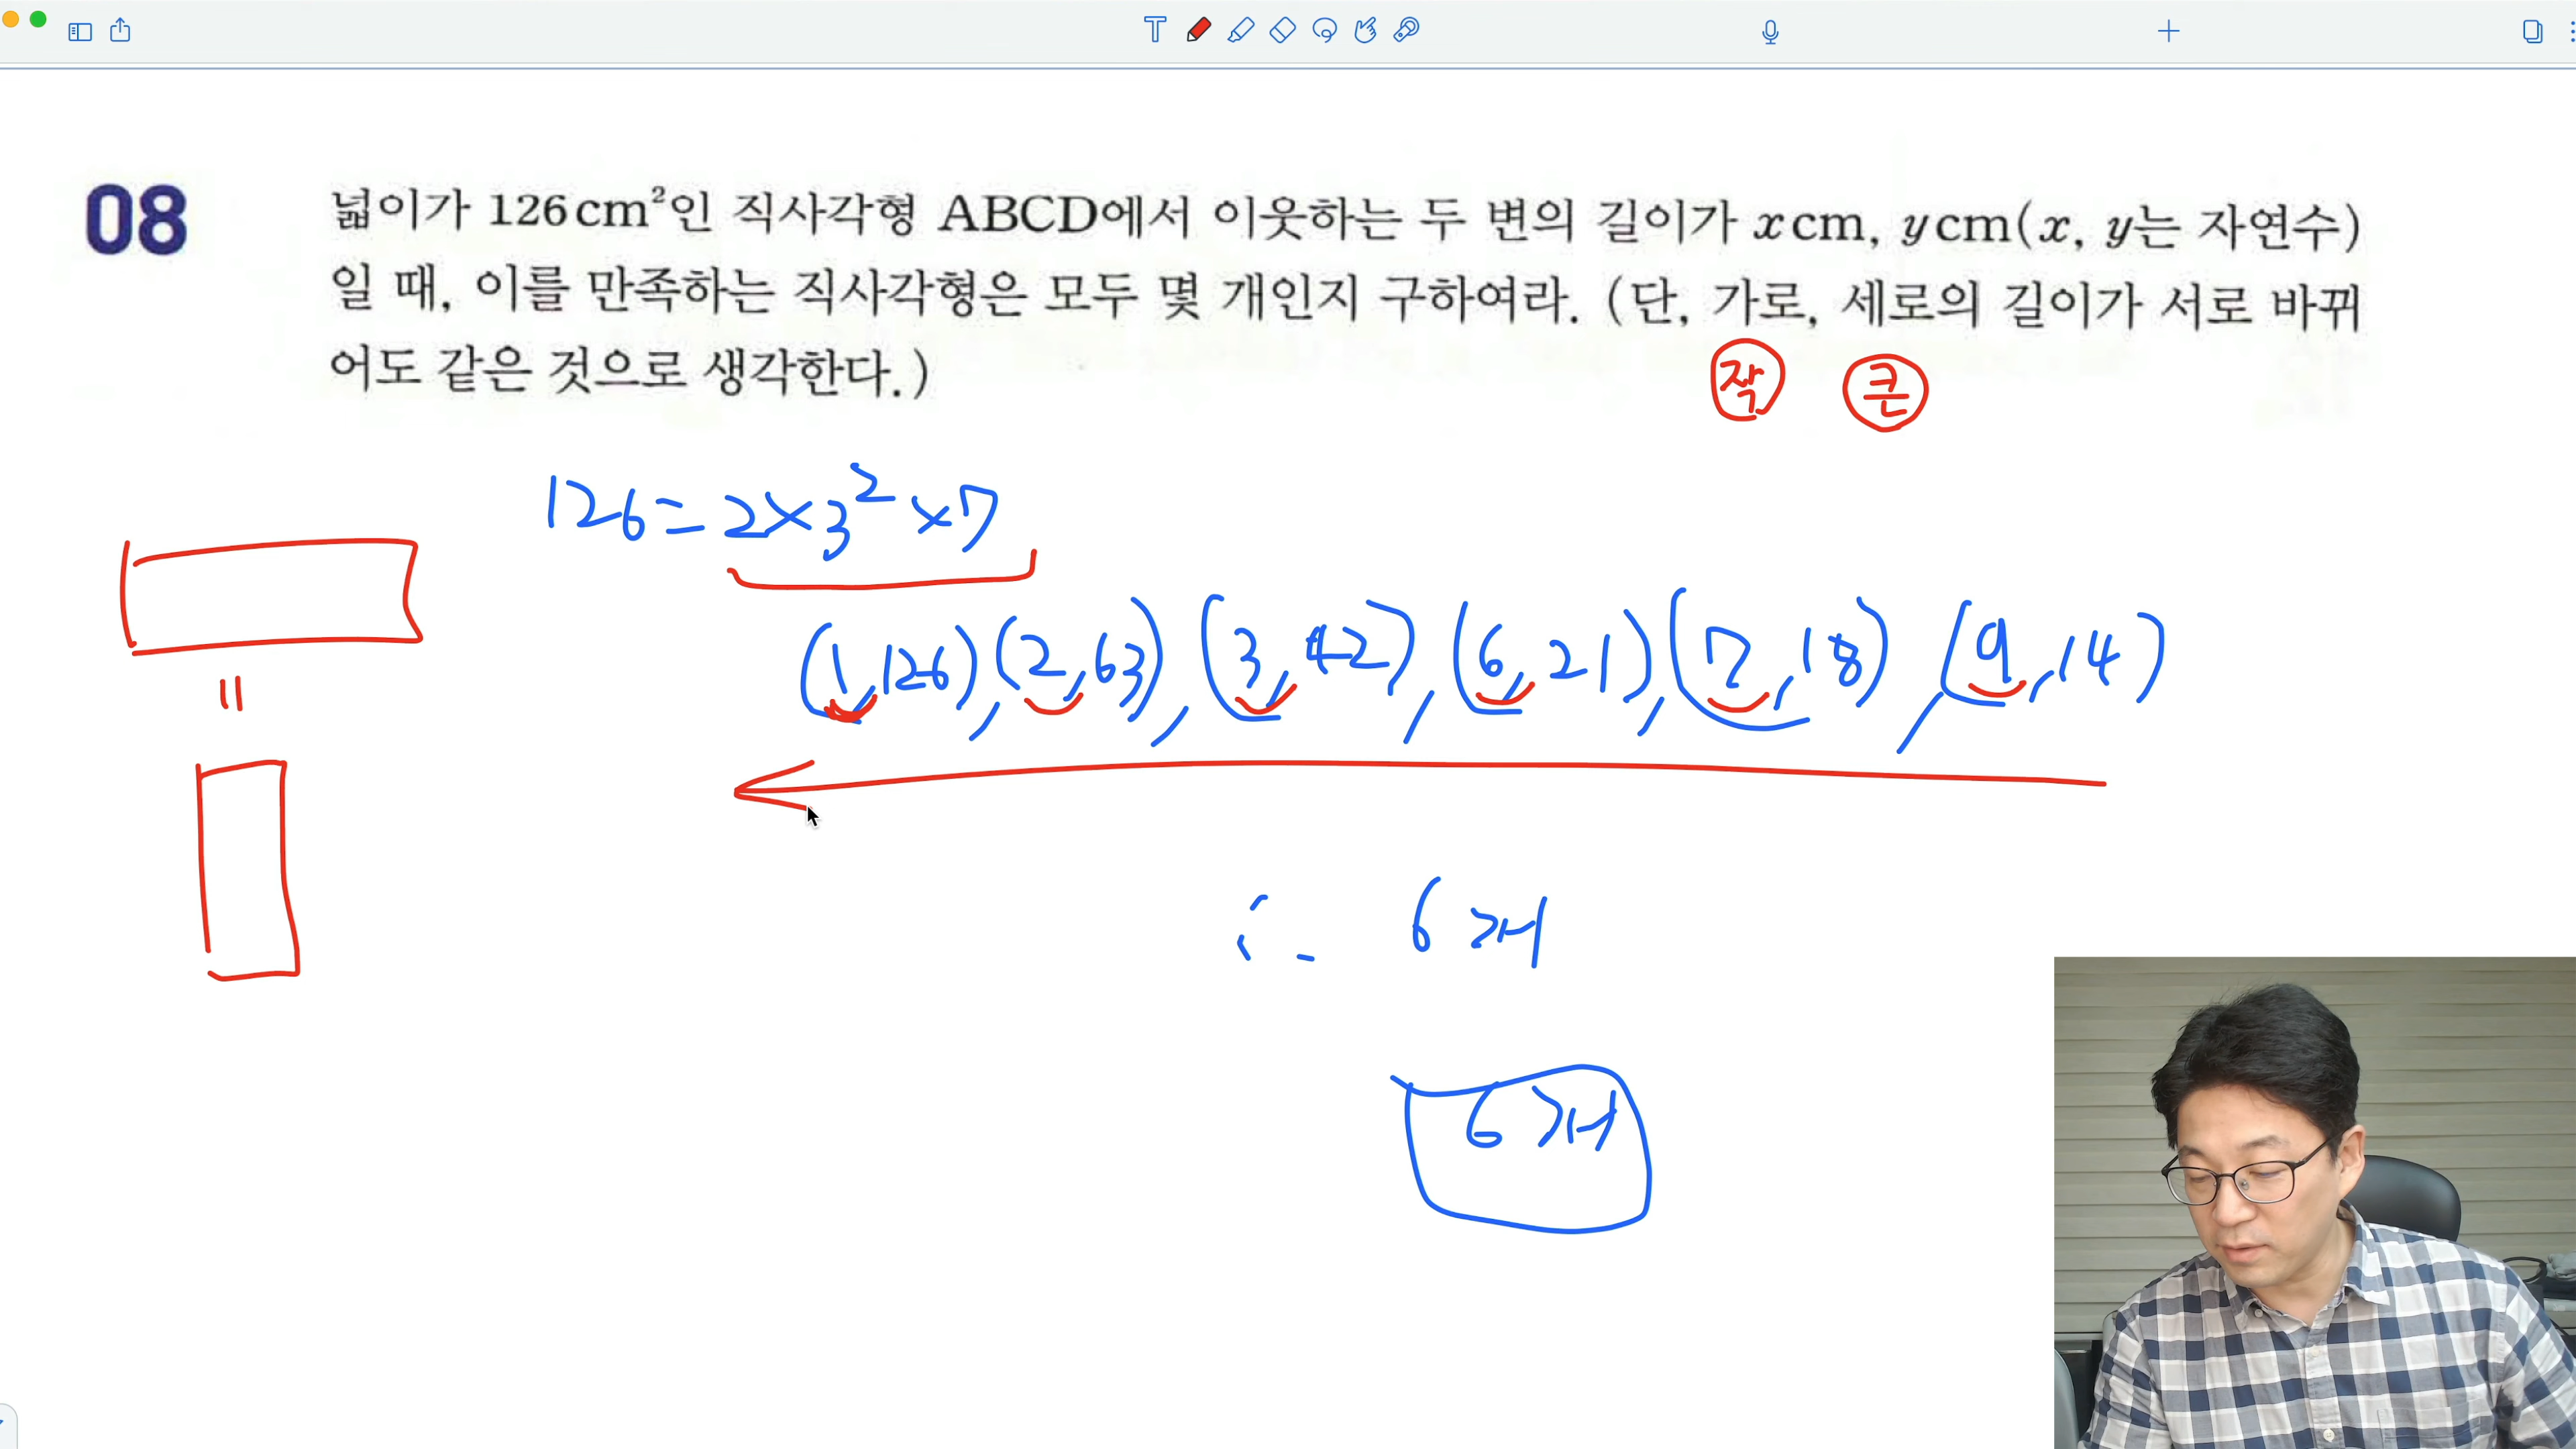 08
넓이가 126cm²인 직사각형 ABCD에서 이웃하는 두 변의 길이가 xcm, ycm(x, y는 자연수)
일 때, 이를 만족하는 직사각형은 모두 몇 개인지 구하여라. (단, 가로, 세로의 길이가 서로 바뀌
어도 같은 것으로 생각한다.)
작 큰
126=2×3²×7
(1,126),(2,63),(3,42),(6,21),(7,18),(9,14)
∴ 6개
6개